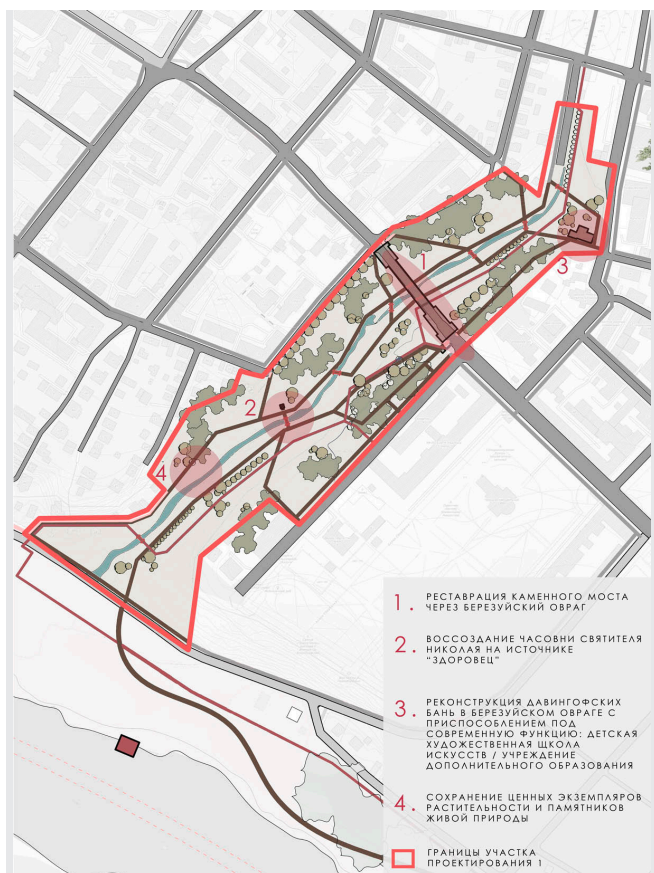 1
3
2
4
1. РЕСТАВРАЦИЯ КАМЕННОГО МОСТА
ЧЕРЕЗ БЕРЕЗУЙСКИЙ ОВРАГ
2. ВОССОЗДАНИЕ ЧАСОВНИ СВЯТИТЕЛЯ
НИКОЛАЯ НА ИСТОЧНИКЕ
"ЗДОРОВЕЦ"
3. РЕКОНСТРУКЦИЯ ДАВИНГОФСКИХ
БАНЬ В БЕРЕЗУЙСКОМ ОВРАГЕ С
ПРИСПОСОБЛЕНИЕМ ПОД
СОВРЕМЕННУЮ ФУНКЦИЮ: ДЕТСКАЯ
ХУДОЖЕСТВЕННАЯ ЩКОЛА
ИСКУССТВ / УЧРЕЖДЕНИЕ
ДОПОЛНИТЕЛЬНОГО ОБРАЗОВАНИЯ
4. СОХРАНЕНИЕ ЦЕННЫХ ЭКЗЕМПЛЯРОВ
РАСТИТЕЛЬНОСТИ И ПАМЯТНИКОВ
ЖИВОЙ ПРИРОДЫ
ГРАНИЦЫ УЧАСТКА
ПРОЕКТИРОВАНИЯ 1